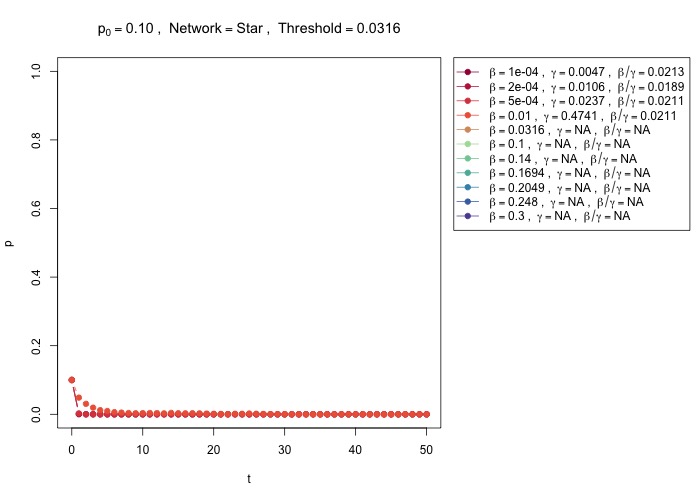 p0 = 0.10 , Network = Star , Threshold = 0.0316
β = 1e-04 , γ = 0.0047 , β/γ = 0.0213
β = 2e-04 , γ = 0.0106 , β/γ = 0.0189
β = 5e-04 , γ = 0.0237 , β/γ = 0.0211
β = 0.01 , γ = 0.4741 , β/γ = 0.0211
β = 0.0316 , γ = NA , β/γ = NA
β = 0.1 , γ = NA , β/γ = NA
β = 0.14 , γ = NA , β/γ = NA
β = 0.1694 , γ = NA , β/γ = NA
β = 0.2049 , γ = NA , β/γ = NA
β = 0.248 , γ = NA , β/γ = NA
β = 0.3 , γ = NA , β/γ = NA
1.0
0.8
0.6
0.4
0.2
0.0
p
0 10 20 30 40 50
t